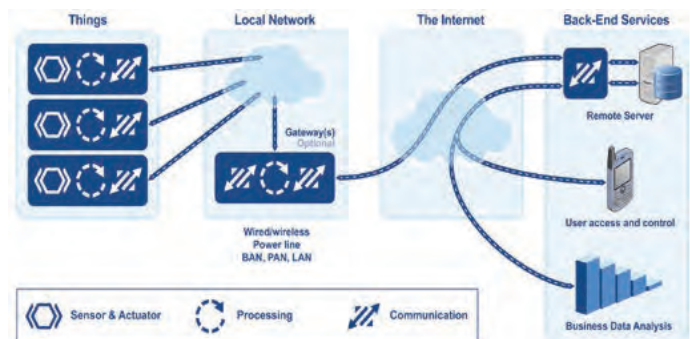 Things
Local Network
The Internet
Back-End Services
Gateway(s)
Optional
Remote Server
Wired/wireless
Power line
BAN, PAN, LAN
User access and control
Sensor & Actuator
Processing
Communication
Business Data Analysis